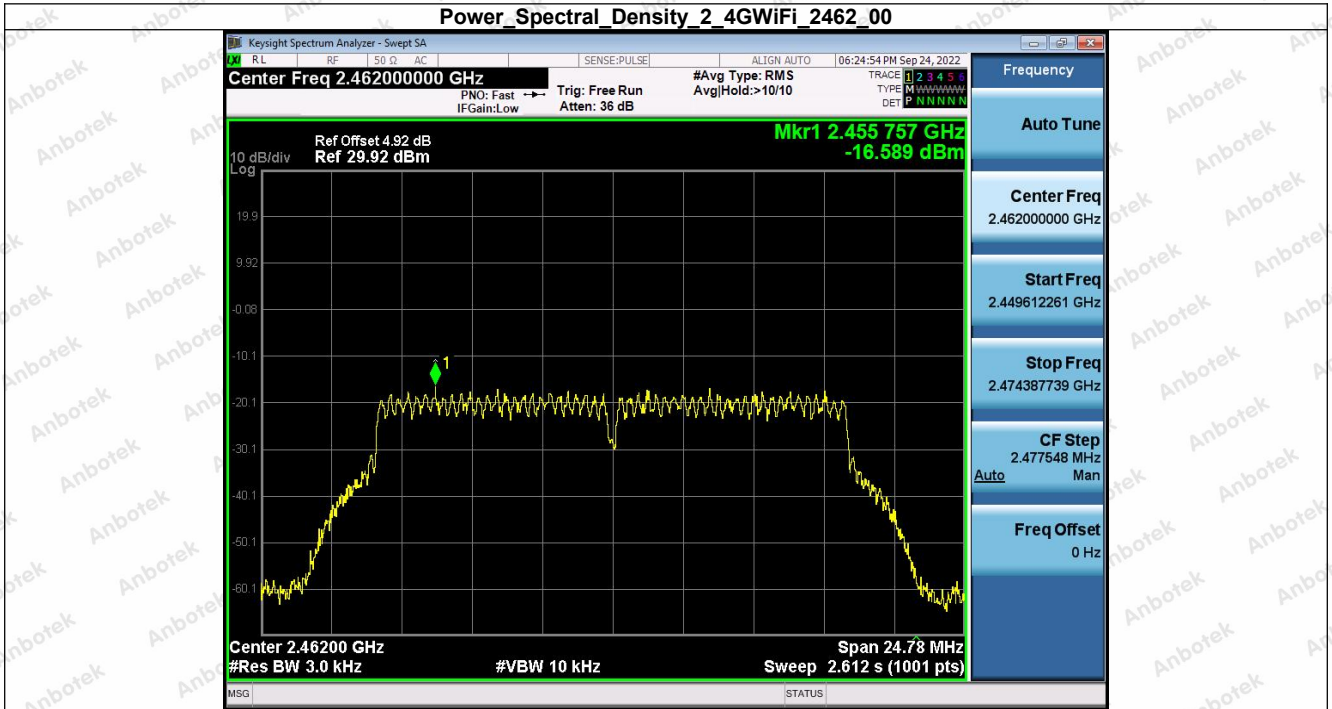 Power_Spectral_Density_2_4GWiFi_2462_00
Keysight Spectrum Analyzer - Swept SA
LXI RL RF 50 Ω AC SENSE:PULSE ALIGN AUTO 06:24:54 PM Sep 24, 2022
Center Freq 2.462000000 GHz
PNO: Fast
IFGain:Low
Trig: Free Run
Atten: 36 dB
#Avg Type: RMS
Avg|Hold:>10/10
TRACE 1 2 3 4 5 6
TYPE M WWWWW
DET P N N N N N
Mkr1 2.455 757 GHz
-16.589 dBm
Ref Offset 4.92 dB
10 dB/div Ref 29.92 dBm
Log
19.9
9.92
-0.08
-10.1
-20.1
-30.1
-40.1
-50.1
-60.1
1
Center 2.46200 GHz Span 24.78 MHz
#Res BW 3.0 kHz #VBW 10 kHz Sweep 2.612 s (1001 pts)
MSG STATUS
Frequency
Auto Tune
Center Freq
2.462000000 GHz
Start Freq
2.449612261 GHz
Stop Freq
2.474387739 GHz
CF Step
2.477548 MHz
Auto Man
Freq Offset
0 Hz
Anbotek